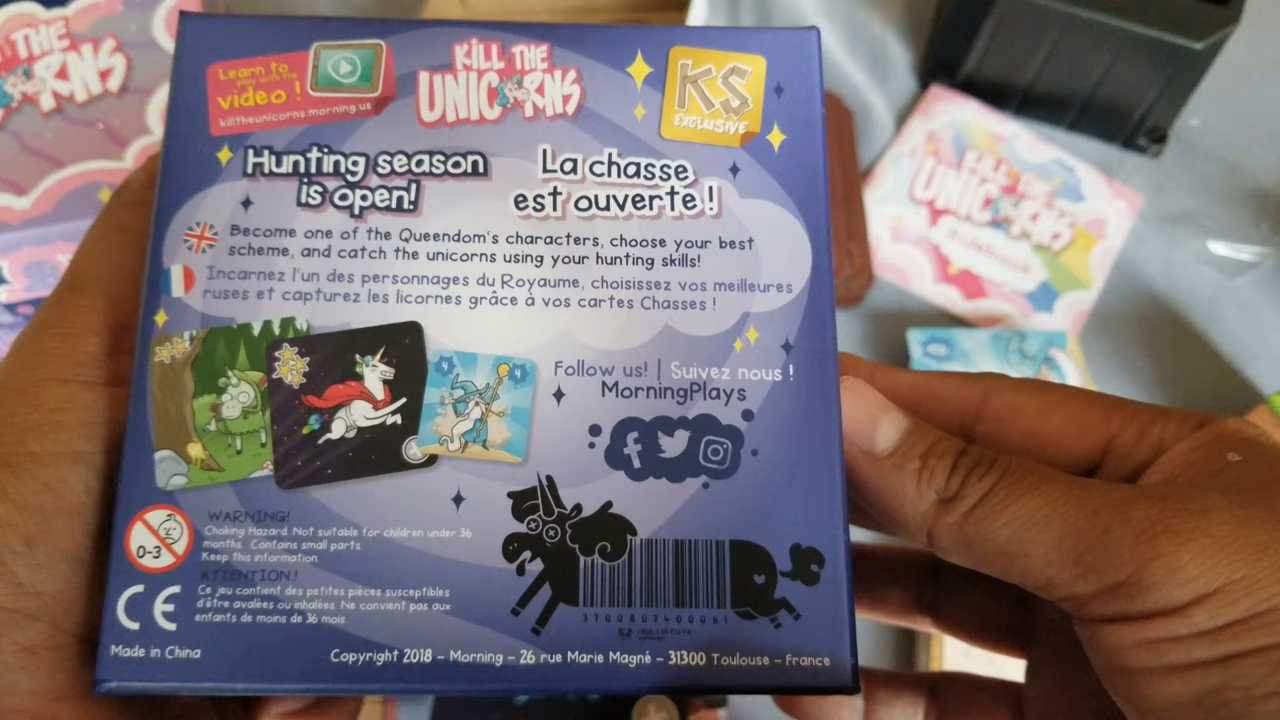 THE
RNS
Learn to
play with the
video !
killtheunicorns.morning.us
KILL THE
UNICORNS
KS
EXCLUSIVE
Hunting season
is open!
La chasse
est ouverte !
Become one of the Queendom's characters, choose your best
scheme, and catch the unicorns using your hunting skills!
Incarnez l'un des personnages du Royaume, choisissez vos meilleures
ruses et capturez les licornes grâce à vos cartes Chasses !
4
4
Follow us! | Suivez nous !
MorningPlays
WARNING!
Choking Hazard. Not suitable for children under 36
months. Contains small parts.
Keep this information.
0-3
ATTENTION !
Ce jeu contient des petites pièces susceptibles
d'être avalées ou inhalées. Ne convient pas aux
enfants de moins de 36 mois.
CE
Made in China
3700807400061
Copyright 2018 – Morning – 26 rue Marie Magné – 31300 Toulouse – France
KILL THE
UNICORNS